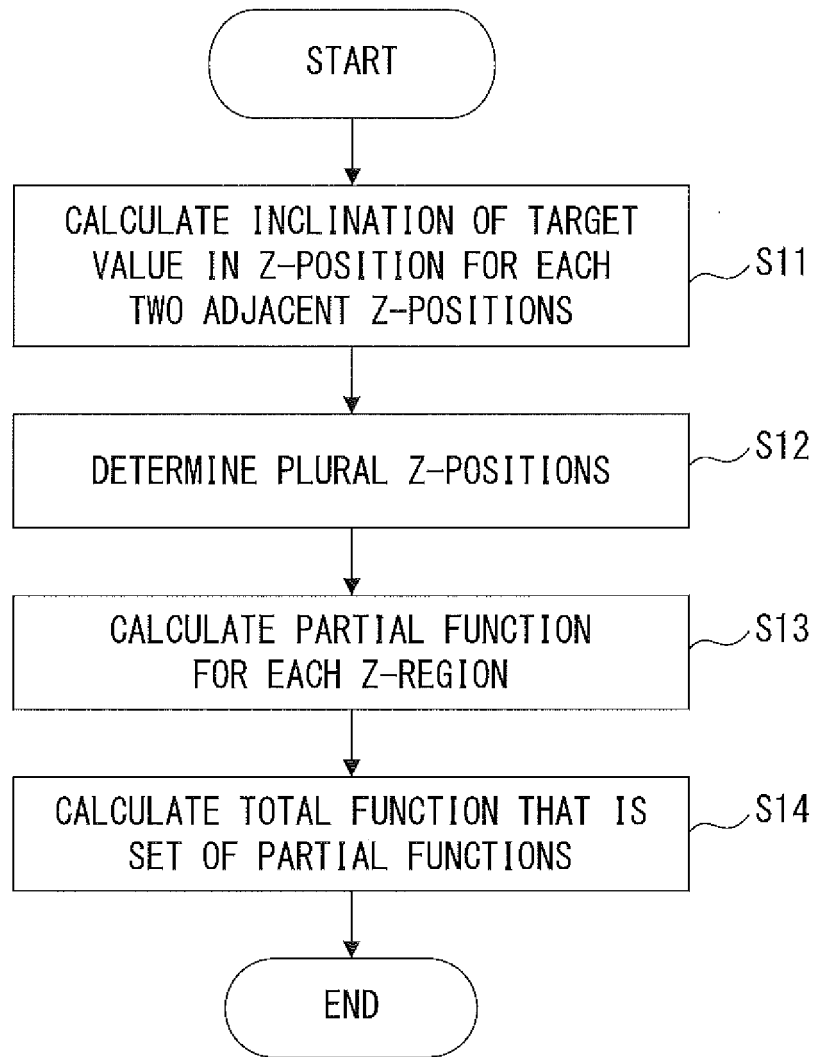 START
CALCULATE INCLINATION OF TARGET
VALUE IN Z-POSITION FOR EACH
TWO ADJACENT Z-POSITIONS
S11
DETERMINE PLURAL Z-POSITIONS
S12
CALCULATE PARTIAL FUNCTION
FOR EACH Z-REGION
S13
CALCULATE TOTAL FUNCTION THAT IS
SET OF PARTIAL FUNCTIONS
S14
END